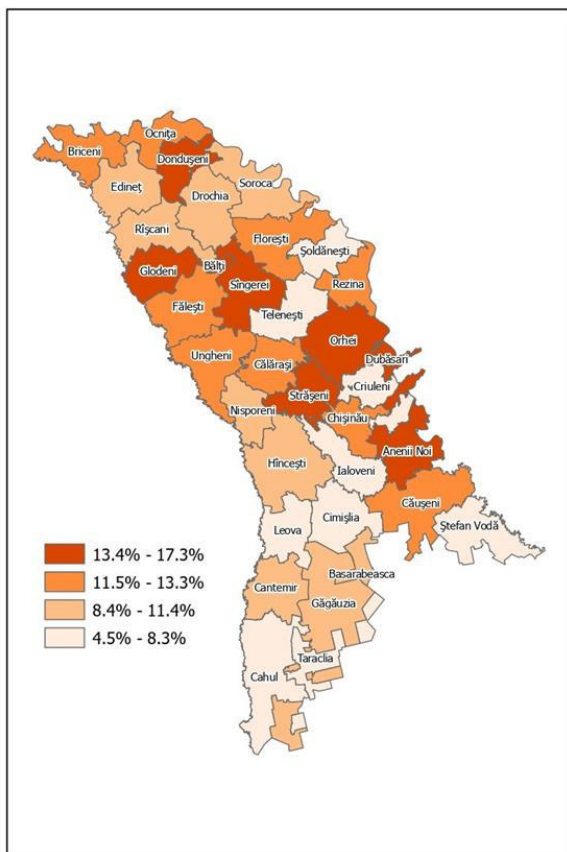 Ocnița
Briceni
Dondușeni
Edineț
Soroca
Drochia
Rîșcani
Florești
Șoldănești
Glodeni
Bălți
Sîngerei
Rezina
Fălești
Telenești
Orhei
Ungheni
Călărași
Dubăsari
Criuleni
Strășeni
Nisporeni
Chișinău
Anenii Noi
Hîncești
Ialoveni
Căușeni
Cimișlia
Ștefan Vodă
Leova
Basarabeasca
Cantemir
Găgăuzia
Taraclia
Cahul
13.4% - 17.3%
11.5% - 13.3%
8.4% - 11.4%
4.5% - 8.3%